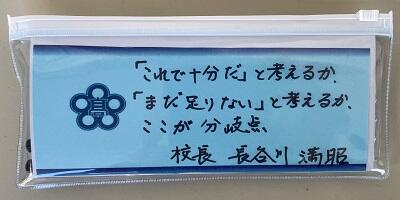 「これで十分だ」と考えるか、
「まだ足りない」と考えるか、
ここが分岐点
校長 長谷川 満昭